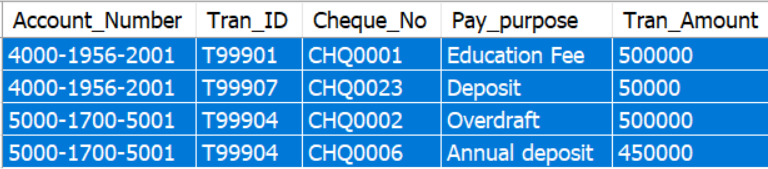 Account_Number Tran_ID Cheque_No Pay_purpose Tran_Amount
4000-1956-2001 T99901 CHQ0001 Education Fee 500000
4000-1956-2001 T99907 CHQ0023 Deposit 50000
5000-1700-5001 T99904 CHQ0002 Overdraft 500000
5000-1700-5001 T99904 CHQ0006 Annual deposit 450000